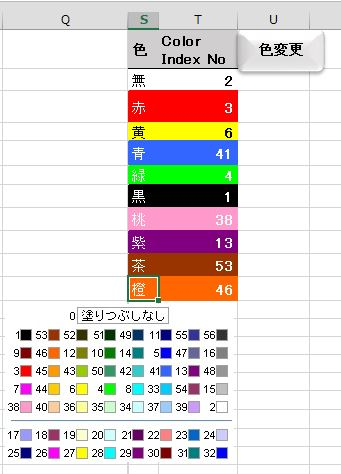 Q S T U
色 Color Index No
色変更
無 2
赤 3
黄 6
青 41
緑 4
黒 1
桃 38
紫 13
茶 53
橙 46
0 塗りつぶしなし
1 53 52 51 49 11 55 56
9 46 12 10 14 5 47 16
3 45 43 50 42 41 13 48
7 44 6 4 8 33 54 15
38 40 36 35 34 37 39 2
17 18 19 20 21 22 23 24
25 26 27 28 29 30 31 32